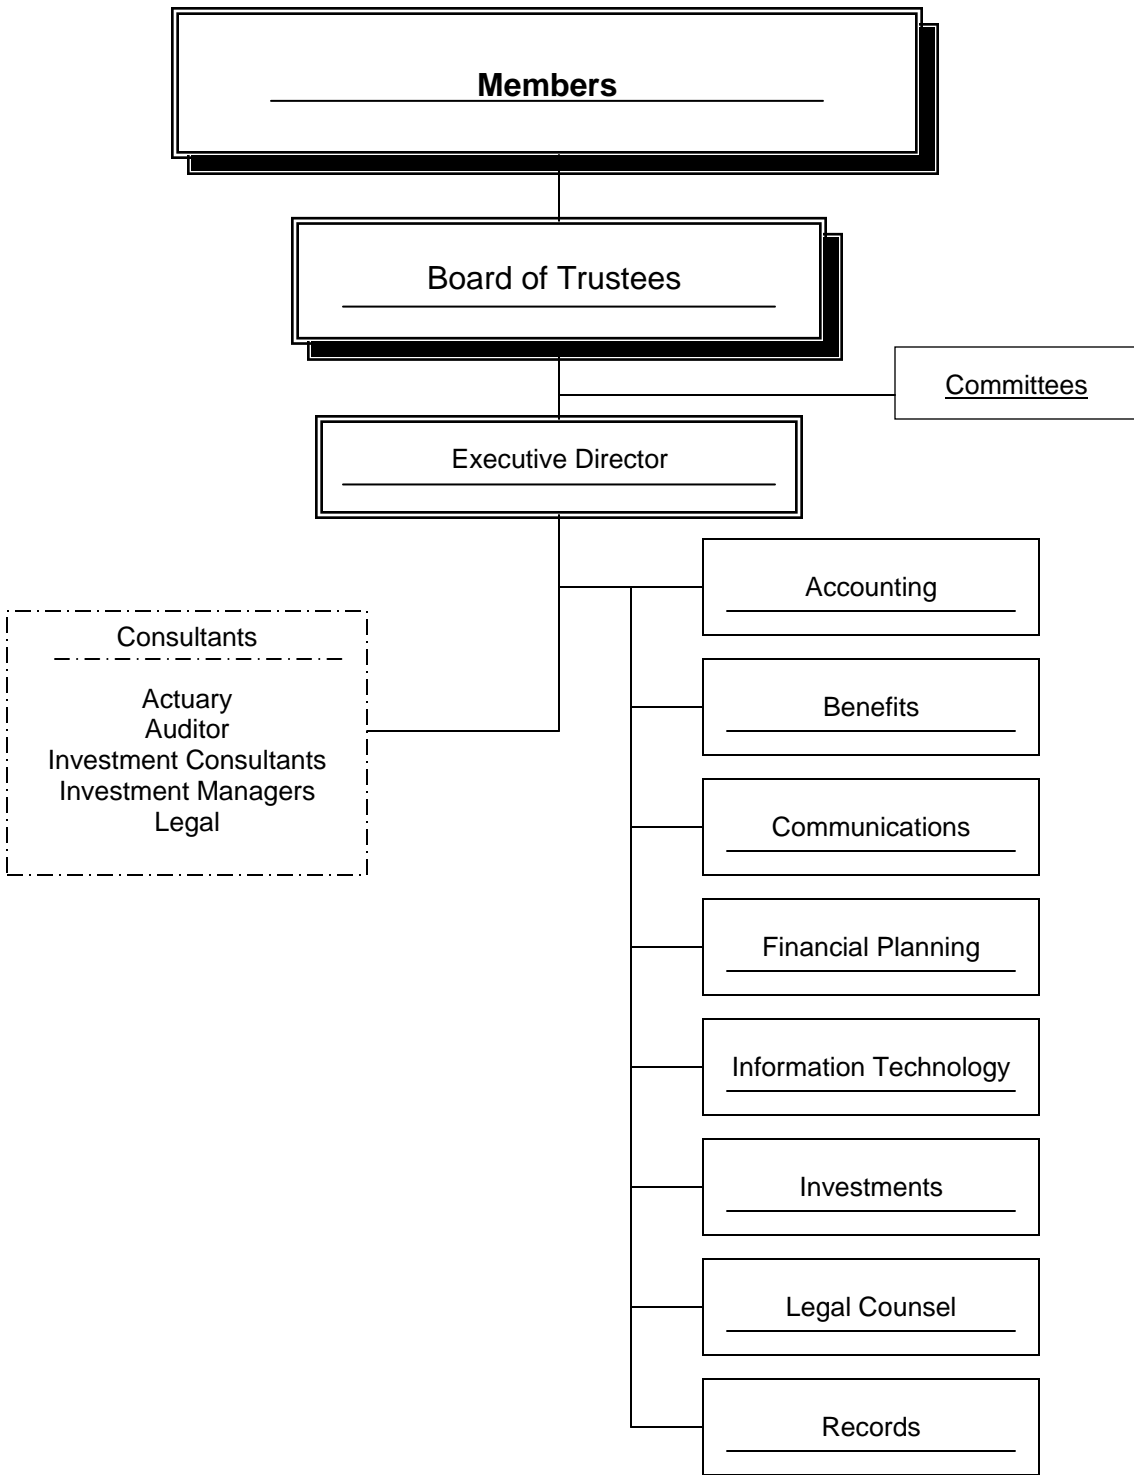 Members
Board of Trustees
Committees
Executive Director
Accounting
Consultants
Actuary
Auditor
Investment Consultants
Investment Managers
Legal
Benefits
Communications
Financial Planning
Information Technology
Investments
Legal Counsel
Records